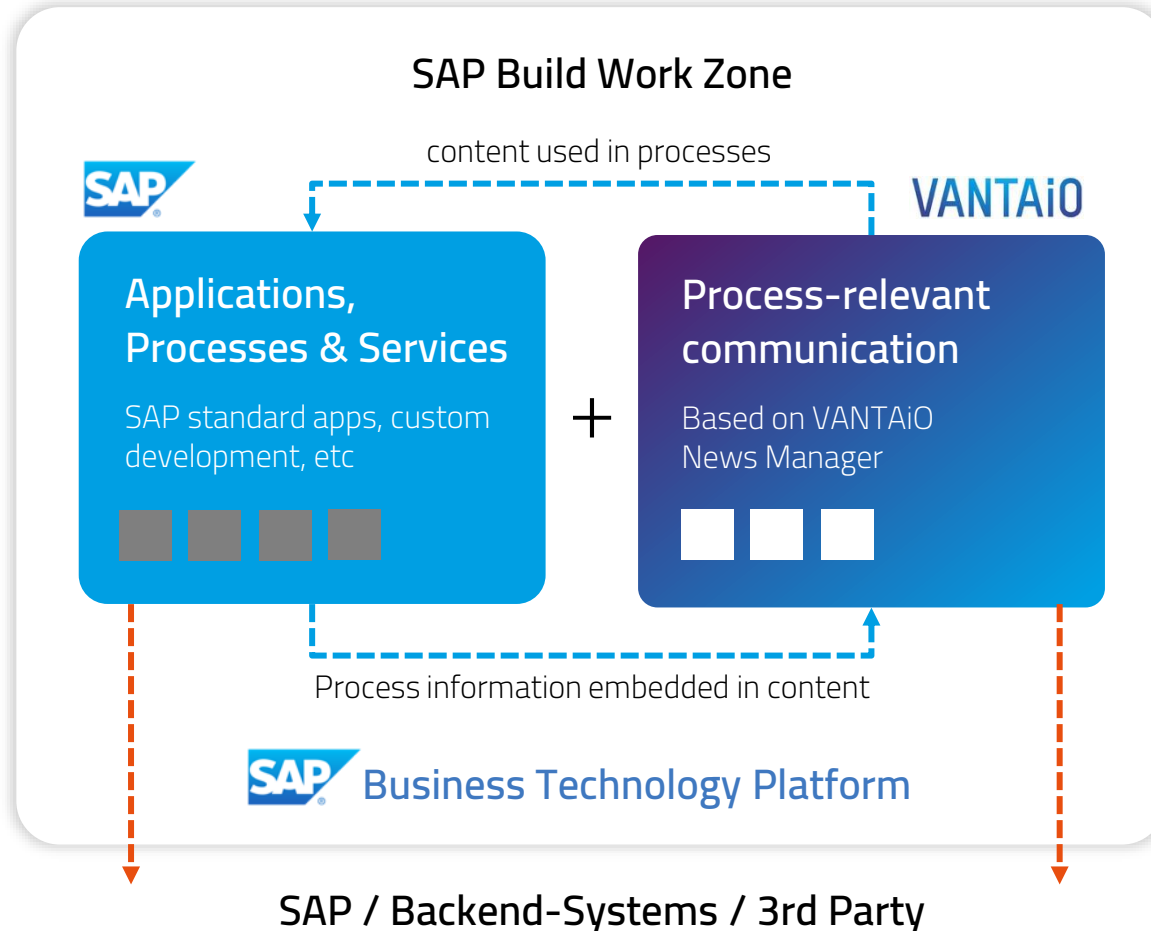 SAP Build Work Zone
content used in processes
SAP
VANTAiO
Applications,
Processes & Services
SAP standard apps, custom
development, etc
+
Process-relevant
communication
Based on VANTAiO
News Manager
Process information embedded in content
SAP Business Technology Platform
SAP / Backend-Systems / 3rd Party